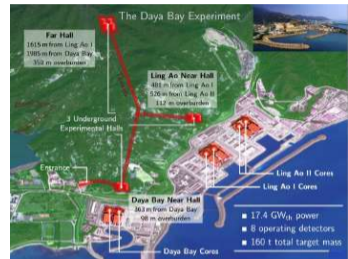 The Daya Bay Experiment
Far Hall
1615 m from Ling Ao I
1985 m from Daya Bay
350 m overburden
Ling Ao Near Hall
481 m from Ling Ao I
526 m from Ling Ao II
112 m overburden
3 Underground
Experimental Halls
Entrance
Daya Bay Near Hall
363 m from Daya Bay
98 m overburden
Daya Bay Cores
Ling Ao II Cores
Ling Ao I Cores
■ 17.4 GWth power
■ 8 operating detectors
■ 160 t total target mass